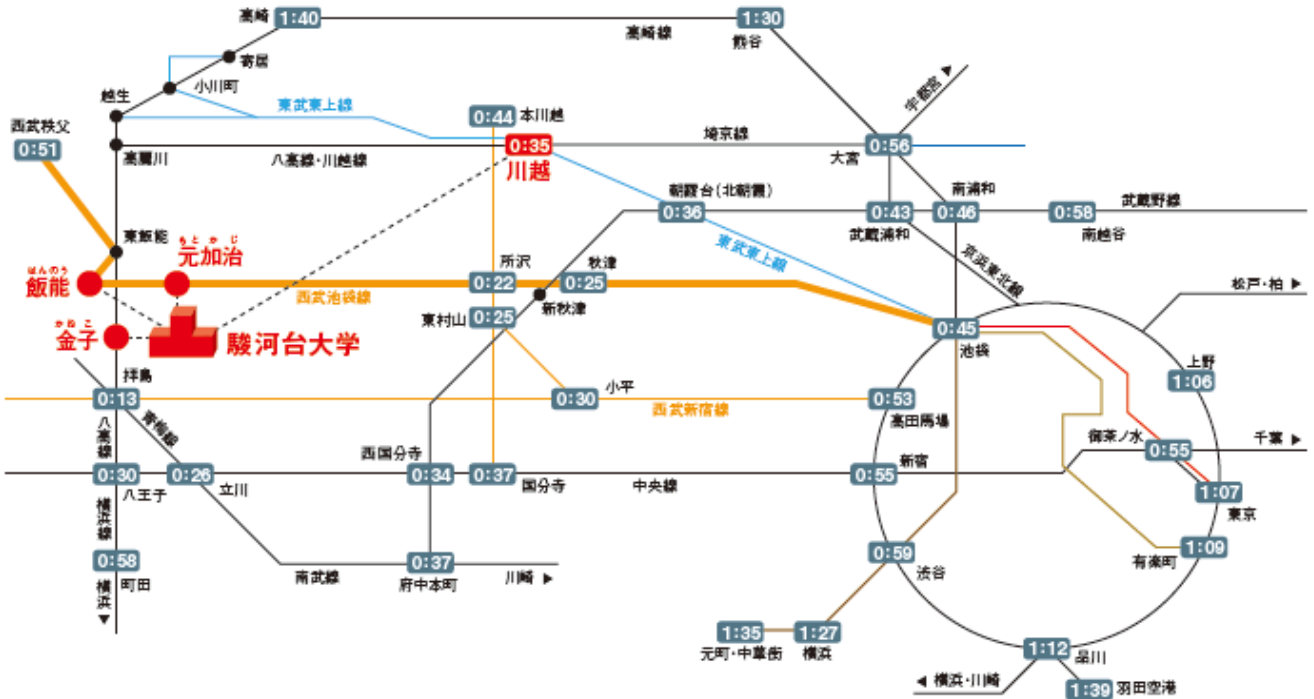 高崎 1:40
高崎線
1:30
熊谷
寄居
小川町
越生
東武東上線
0:44 本川越
宇都宮 ▶
西武秩父
0:51
高麗川
八高線・川越線
0:35
川越
埼京線
0:56
大宮
朝霞台(北朝霞)
0:36
0:43
武蔵浦和
南浦和
0:46
0:58
南越谷
武蔵野線
東飯能
もとかじ
元加治
はんのう
飯能
西武池袋線
所沢
0:22
秋津
0:25
新秋津
東武東上線
京浜東北線
松戸・柏 ▶
東村山
0:25
かねこ
金子
駿河台大学
0:45
池袋
上野
1:06
拝島
0:13
青梅線
八高線
小平
0:30
西武新宿線
0:53
高田馬場
御茶ノ水
0:55
千葉 ▶
0:30
八王子
0:26
立川
西国分寺
0:34
0:37
国分寺
中央線
新宿
0:55
1:07
東京
横浜線
0:58
町田
横浜 ▼
南武線
0:37
府中本町
川崎 ▶
0:59
渋谷
1:09
有楽町
1:35
元町・中華街
1:27
横浜
1:12
品川
◀ 横浜・川崎
1:39 羽田空港